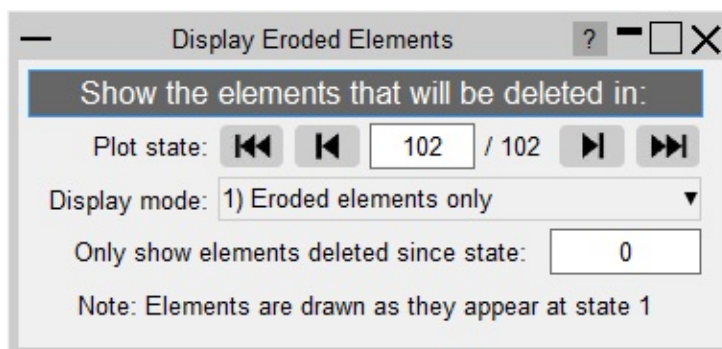 Display Eroded Elements ?
Show the elements that will be deleted in:
Plot state: 102 / 102
Display mode: 1) Eroded elements only
Only show elements deleted since state: 0
Note: Elements are drawn as they appear at state 1